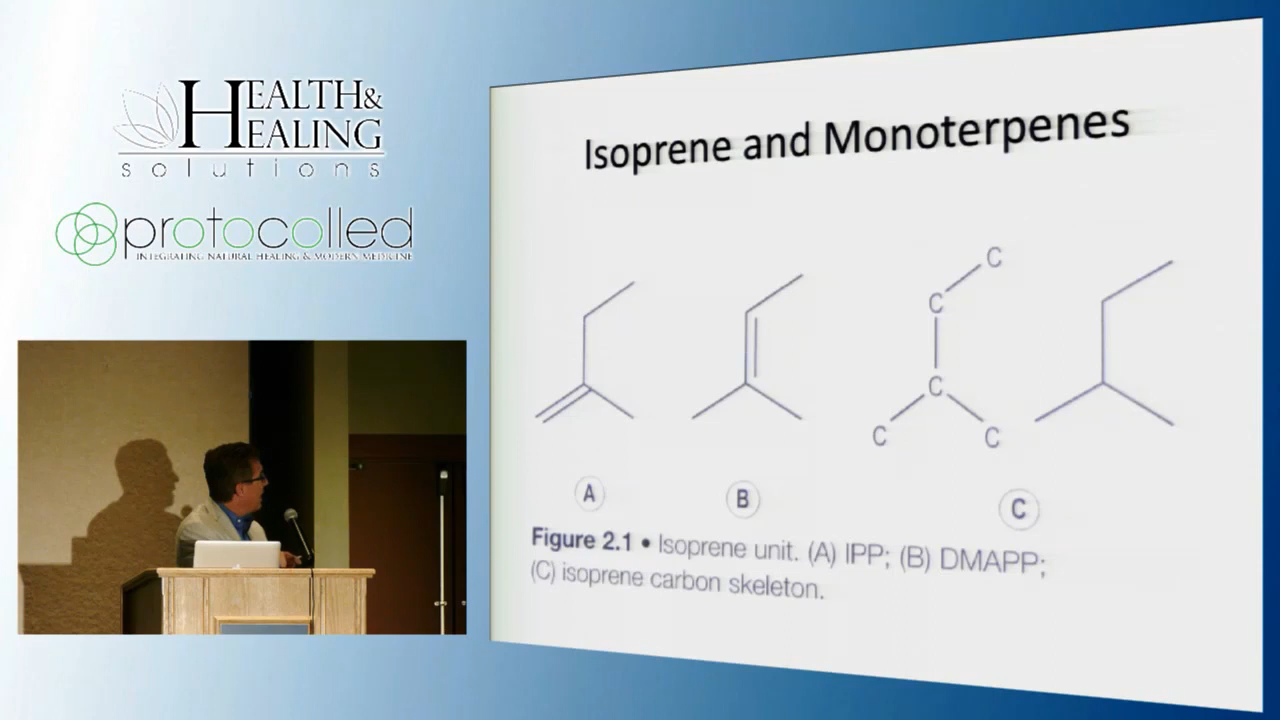 HEALTH&
HEALING
solutions
protocolled
INTEGRATING NATURAL HEALING & MODERN MEDICINE
Isoprene and Monoterpenes
C
C
C
C
C
A
B
C
Figure 2.1 • Isoprene unit. (A) IPP; (B) DMAPP;
(C) isoprene carbon skeleton.